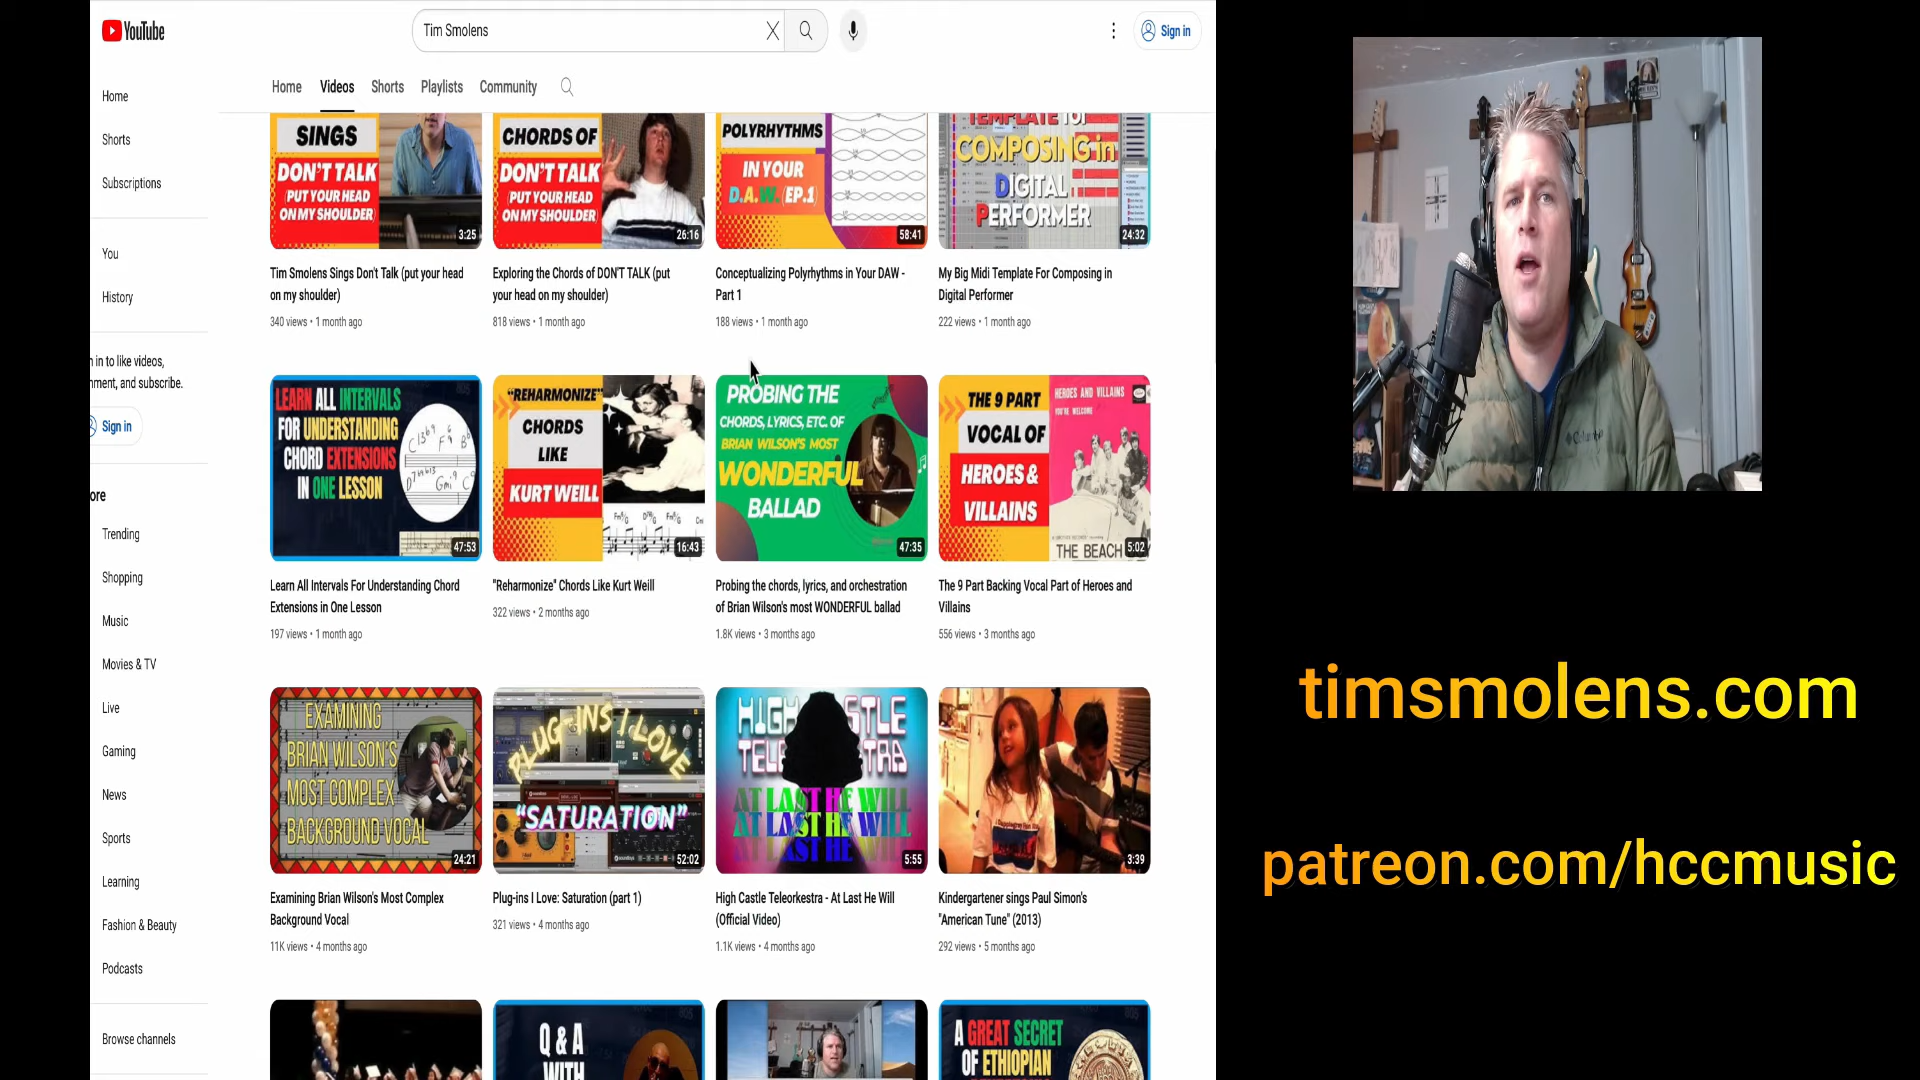 YouTube
Tim Smolens
Sign in
Home
Videos
Shorts
Playlists
Community
Home
Shorts
Subscriptions
You
History
in to like videos,
ment, and subscribe.
Sign in
ore
Trending
Shopping
Music
Movies & TV
Live
Gaming
News
Sports
Learning
Fashion & Beauty
Podcasts
Browse channels
SINGS
DON'T TALK
(PUT YOUR HEAD
ON MY SHOULDER)
3:25
Tim Smolens Sings Don't Talk (put your head
on my shoulder)
340 views • 1 month ago
CHORDS OF
DON'T TALK
(PUT YOUR HEAD
ON MY SHOULDER)
26:16
Exploring the Chords of DON'T TALK (put
your head on my shoulder)
818 views • 1 month ago
POLYRHYTHMS
IN YOUR
D.A.W. (EP.1)
58:41
Conceptualizing Polyrhythms in Your DAW -
Part 1
188 views • 1 month ago
TEMPLATE for
COMPOSING in
DIGITAL
PERFORMER
24:32
My Big Midi Template For Composing in
Digital Performer
222 views • 1 month ago
LEARN ALL INTERVALS
FOR UNDERSTANDING
CHORD EXTENSIONS
IN ONE LESSON
47:53
Learn All Intervals For Understanding Chord
Extensions in One Lesson
197 views • 1 month ago
"REHARMONIZE"
CHORDS
LIKE
KURT WEILL
16:43
"Reharmonize" Chords Like Kurt Weill
322 views • 2 months ago
PROBING THE
CHORDS, LYRICS, ETC. OF
BRIAN WILSON'S MOST
WONDERFUL
BALLAD
47:35
Probing the chords, lyrics, and orchestration
of Brian Wilson's most WONDERFUL ballad
1.8K views • 3 months ago
THE 9 PART
VOCAL OF
HEROES &
VILLAINS
HEROES AND VILLAINS
YOU'RE WELCOME
THE BEACH
5:02
The 9 Part Backing Vocal Part of Heroes and
Villains
556 views • 3 months ago
EXAMINING
BRIAN WILSON'S
MOST COMPLEX
BACKGROUND VOCAL
24:21
Examining Brian Wilson's Most Complex
Background Vocal
11K views • 4 months ago
PLUG-INS I LOVE
"SATURATION"
52:02
Plug-ins I Love: Saturation (part 1)
321 views • 4 months ago
AT LAST HE WILL
AT LAST HE WILL
AT LAST HE WILL
5:55
High Castle Teleorkestra - At Last He Will
(Official Video)
1.1K views • 4 months ago
3:39
Kindergartener sings Paul Simon's
"American Tune" (2013)
292 views • 5 months ago
Q & A
WITH
A GREAT SECRET
OF ETHIOPIAN
Columbia
timsmolens.com
patreon.com/hccmusic